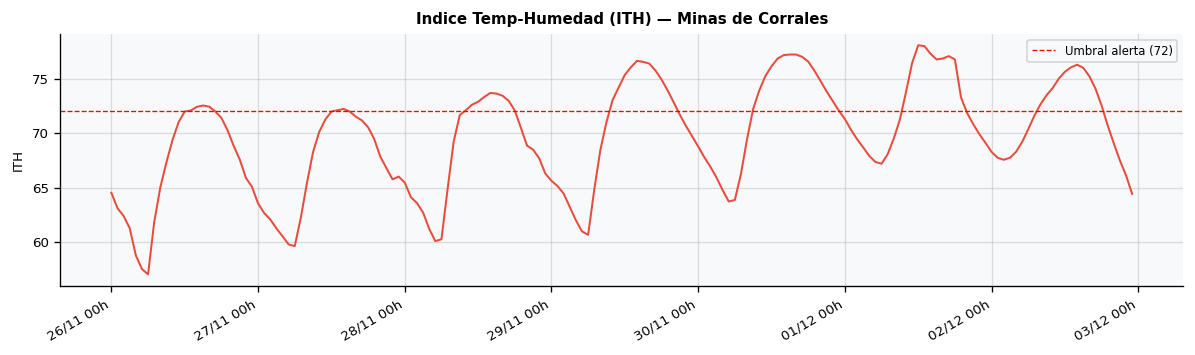 Indice Temp-Humedad (ITH) — Minas de Corrales
Umbral alerta (72)
ITH
75
70
65
60
26/11 00h
27/11 00h
28/11 00h
29/11 00h
30/11 00h
01/12 00h
02/12 00h
03/12 00h